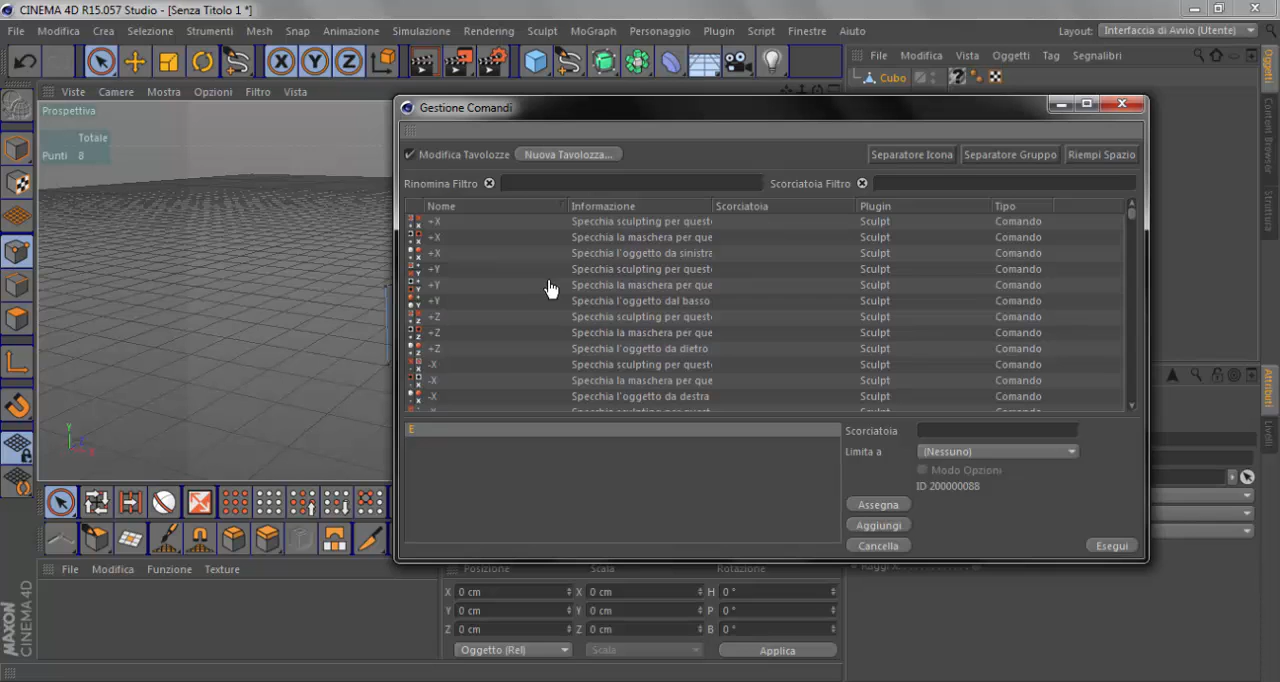 CINEMA 4D R15.057 Studio - [Senza Titolo 1 *]
File Modifica Crea Selezione Strumenti Mesh Snap Animazione Simulazione Rendering Sculpt MoGraph Personaggio Plugin Script Finestre Aiuto Layout: Interfaccia di Avvio (Utente)
X Y Z
File Modifica Vista Oggetti Tag Segnalibri
Cubo
Viste Camere Mostra Opzioni Filtro Vista
Prospettiva
Totale
Punti 8
Gestione Comandi
Modifica Tavolozze Nuova Tavolozza... Separatore Icona Separatore Gruppo Riempi Spazio
Rinomina Filtro Scorciatoia Filtro
Nome Informazione Scorciatoia Plugin Tipo
+X Specchia sculpting per quest Sculpt Comando
+X Specchia la maschera per que Sculpt Comando
+X Specchia l'oggetto da sinistra Sculpt Comando
+Y Specchia sculpting per quest Sculpt Comando
+Y Specchia la maschera per que Sculpt Comando
+Y Specchia l'oggetto dal basso Sculpt Comando
+Z Specchia sculpting per quest Sculpt Comando
+Z Specchia la maschera per que Sculpt Comando
+Z Specchia l'oggetto da dietro Sculpt Comando
-X Specchia sculpting per quest Sculpt Comando
-X Specchia la maschera per que Sculpt Comando
-X Specchia l'oggetto da destra Sculpt Comando
E
Scorciatoia
Limita a (Nessuno)
Modo Opzioni
ID 200000088
Assegna
Aggiungi
Cancella
Esegui
Oggetti
Content Browser
Struttura
Attributi
Livelli
Y
X
File Modifica Funzione Texture
Posizione Scala Rotazione
X 0 cm X 0 cm H 0 °
Y 0 cm Y 0 cm P 0 °
Z 0 cm Z 0 cm B 0 °
Oggetto (Rel) Scala Applica
MAXON
CINEMA 4D